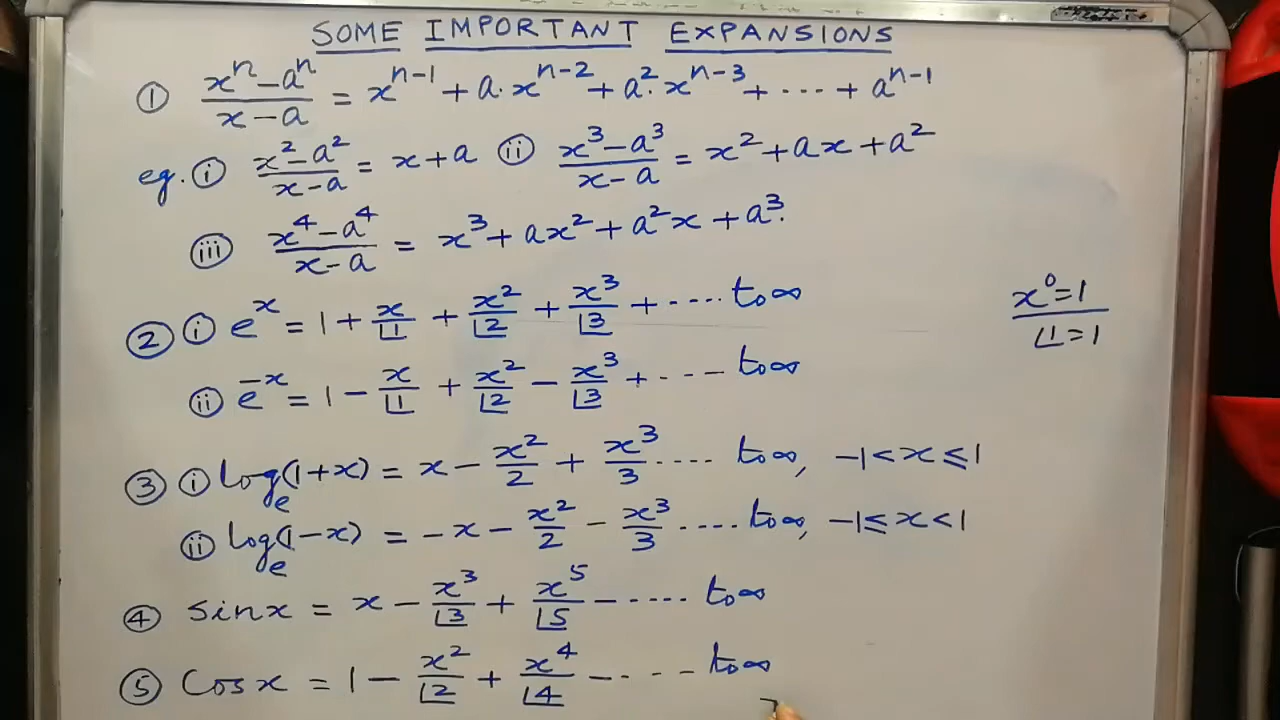 SOME IMPORTANT EXPANSIONS
① (xⁿ – aⁿ)/(x – a) = xⁿ⁻¹ + a·xⁿ⁻² + a²·xⁿ⁻³ + ---- + aⁿ⁻¹
eg. ⓘ (x² – a²)/(x – a) = x + a ⓘⓘ (x³ – a³)/(x – a) = x² + ax + a²
ⓘⓘⓘ (x⁴ – a⁴)/(x – a) = x³ + ax² + a²x + a³.
② ⓘ eˣ = 1 + x/∟1 + x²/∟2 + x³/∟3 + ---- to ∞
x⁰ = 1
∟1 = 1
ⓘⓘ e⁻ˣ = 1 – x/∟1 + x²/∟2 – x³/∟3 + ---- to ∞
③ ⓘ logₑ(1+x) = x – x²/2 + x³/3 ---- to ∞, -1 < x ⩽ 1
ⓘⓘ logₑ(1–x) = –x – x²/2 – x³/3 ---- to ∞, -1 ⩽ x < 1
④ sin x = x – x³/∟3 + x⁵/∟5 – ---- to ∞
⑤ Cos x = 1 – x²/∟2 + x⁴/∟4 – ---- to ∞